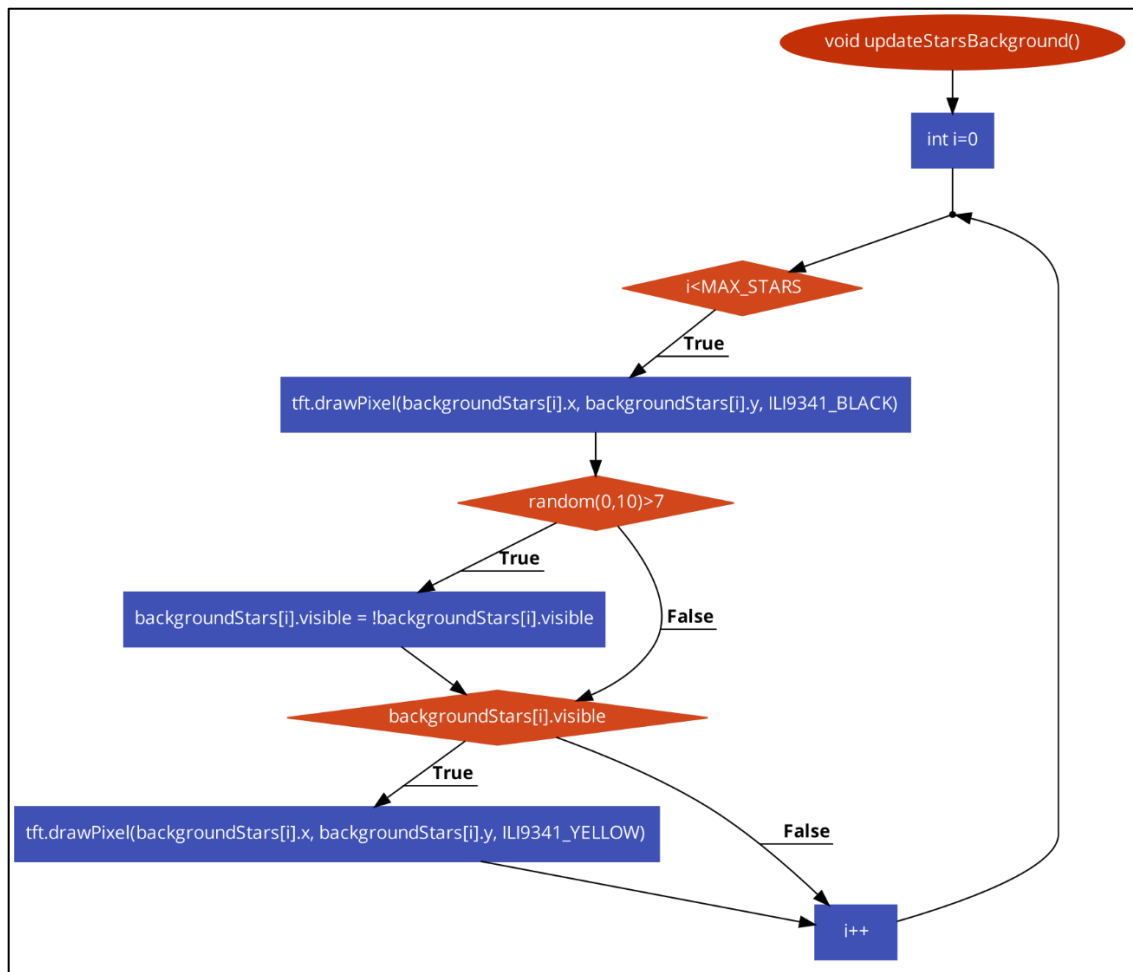 void updateStarsBackground()
int i=0
i<MAX_STARS
True
tft.drawPixel(backgroundStars[i].x, backgroundStars[i].y, ILI9341_BLACK)
random(0,10)>7
True
backgroundStars[i].visible = !backgroundStars[i].visible
False
backgroundStars[i].visible
True
tft.drawPixel(backgroundStars[i].x, backgroundStars[i].y, ILI9341_YELLOW)
False
i++